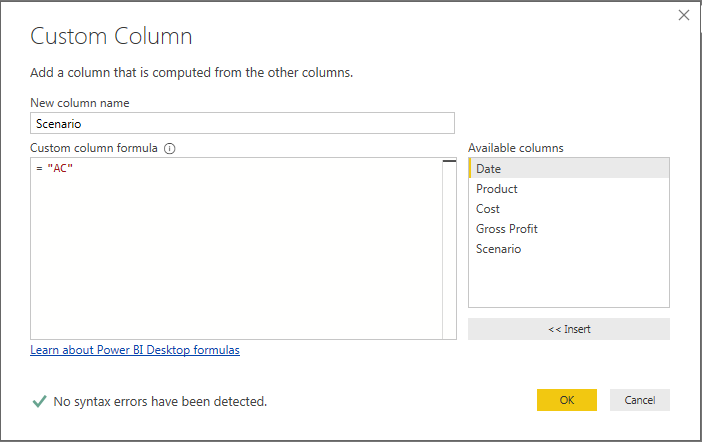 Custom Column
Add a column that is computed from the other columns.
New column name
Scenario
Custom column formula
Available columns
= "AC"
Date
Product
Cost
Gross Profit
Scenario
<< Insert
Learn about Power BI Desktop formulas
No syntax errors have been detected.
OK
Cancel